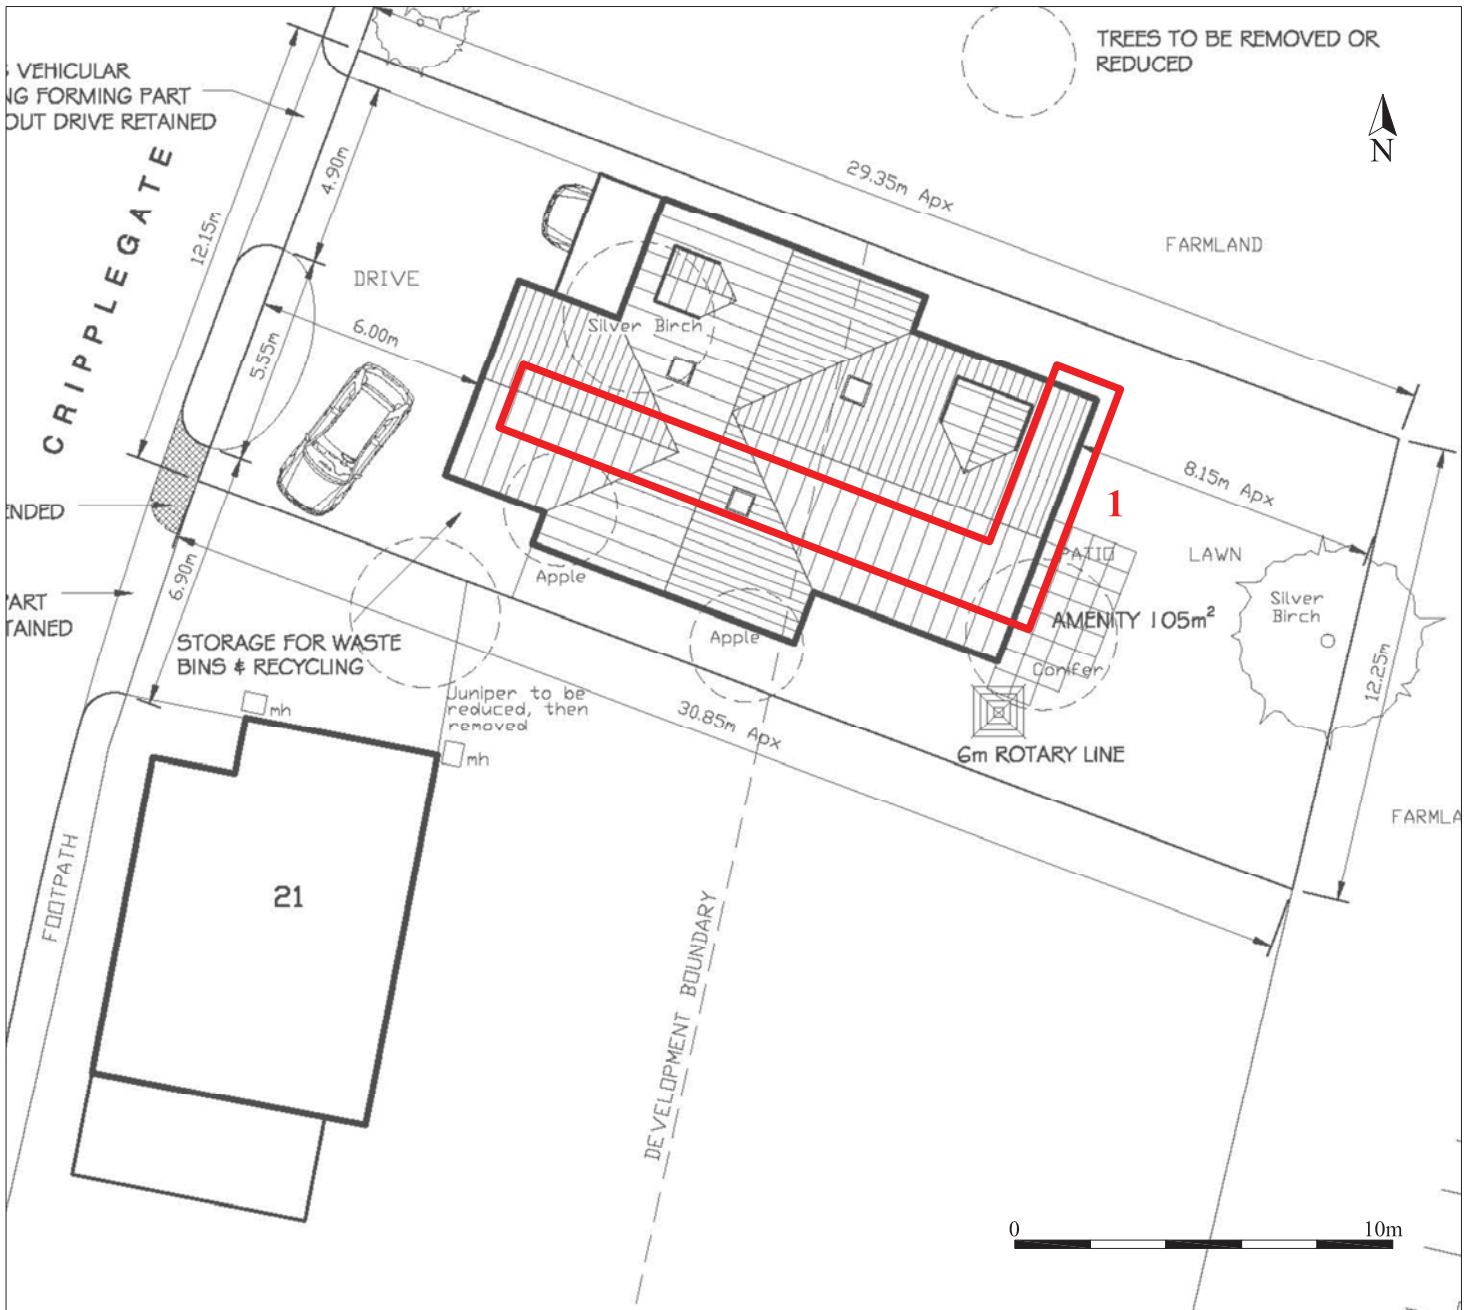 TREES TO BE REMOVED OR
REDUCED
VEHICULAR
NG FORMING PART
OUT DRIVE RETAINED
N
CRIPPLEGATE
12.15m
4.90m
29.35m Apx
FARMLAND
DRIVE
6.00m
5.55m
Silver Birch
8.15m Apx
1
ENDED
PATIO
LAWN
6.90m
Apple
Silver
Birch
PART
TAINED
AMENITY 105m²
STORAGE FOR WASTE
BINS & RECYCLING
Apple
Conifer
12.25m
Juniper to be
reduced, then
removed
mh
30.85m Apx
mh
6m ROTARY LINE
FARMLA
FOOTPATH
21
DEVELOPMENT BOUNDARY
0
10m